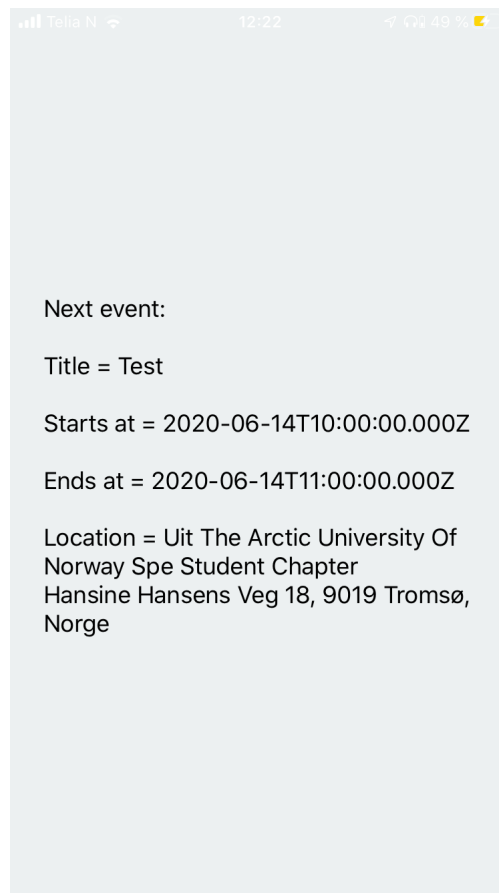 Telia N 12:22 49 %
Next event:
Title = Test
Starts at = 2020-06-14T10:00:00.000Z
Ends at = 2020-06-14T11:00:00.000Z
Location = Uit The Arctic University Of
Norway Spe Student Chapter
Hansine Hansens Veg 18, 9019 Tromsø,
Norge